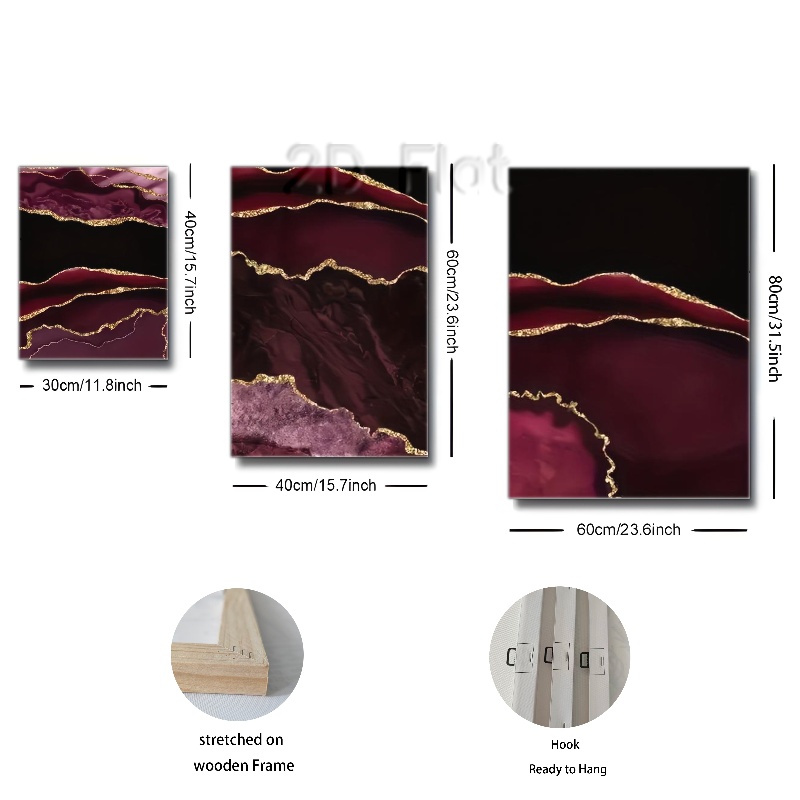 2D Flat
40cm/15.7inch
30cm/11.8inch
60cm/23.6inch
40cm/15.7inch
80cm/31.5inch
60cm/23.6inch
stretched on
wooden Frame
Hook
Ready to Hang